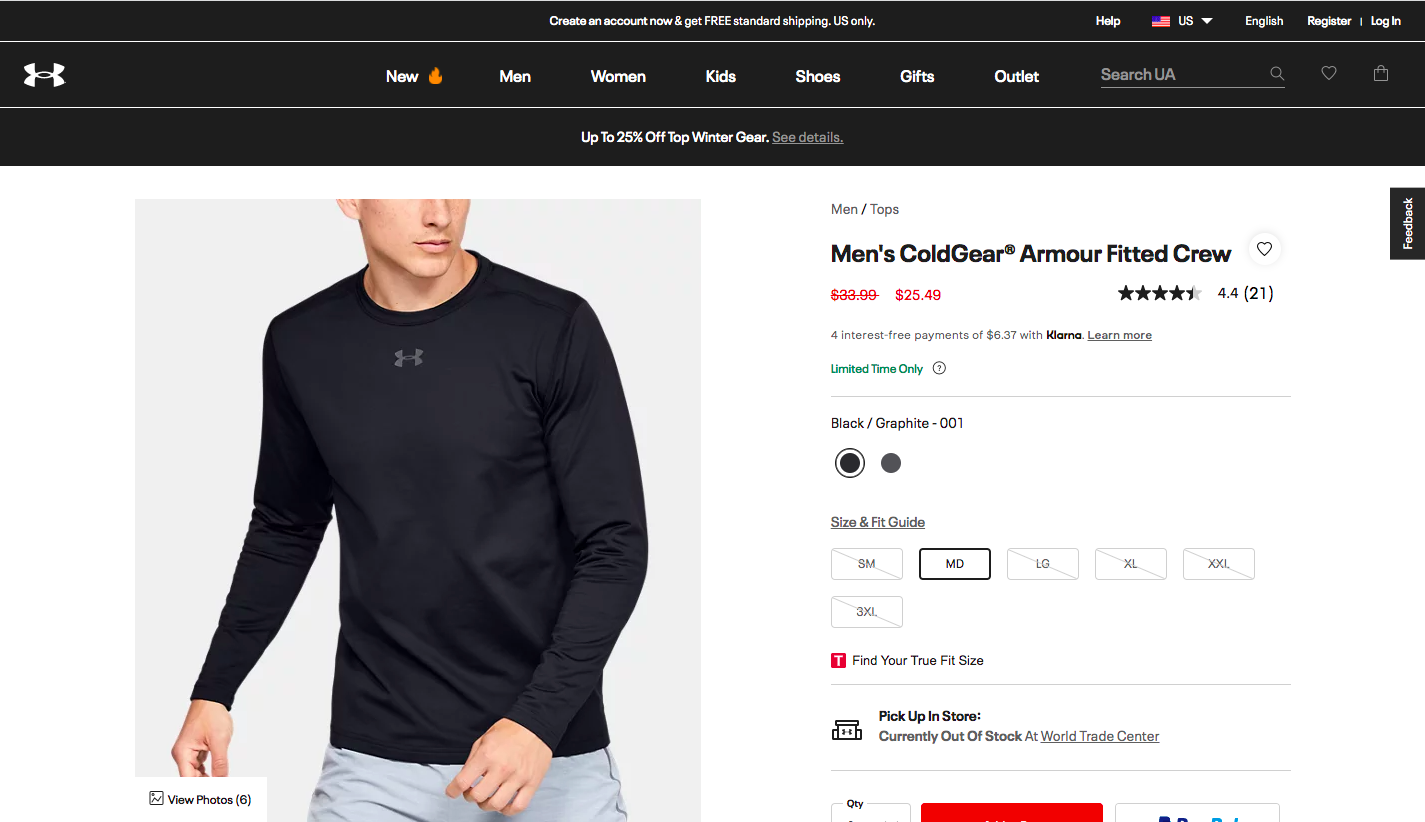 Create an account now & get FREE standard shipping. US only.
Help
US
English
Register | Log In
New
Men
Women
Kids
Shoes
Gifts
Outlet
Search UA
Up To 25% Off Top Winter Gear. See details.
Feedback
Men / Tops
Men's ColdGear® Armour Fitted Crew
$33.99 $25.49
4.4 (21)
4 interest-free payments of $6.37 with Klarna. Learn more
Limited Time Only ?
Black / Graphite - 001
Size & Fit Guide
SM
MD
LG
XL
XXL
3XL
T Find Your True Fit Size
Pick Up In Store:
Currently Out Of Stock At World Trade Center
View Photos (6)
Qty